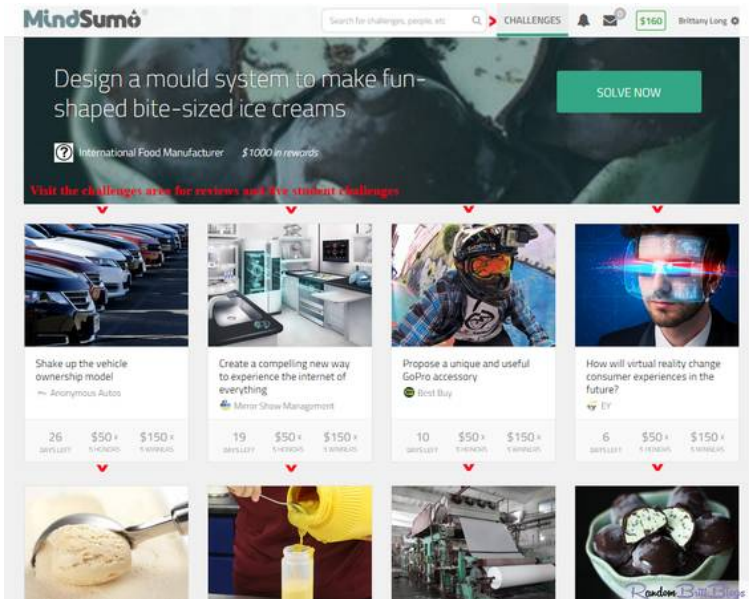 MindSumo
Search for challenges, people, etc
CHALLENGES
0
$160
Brittany Long
Design a mould system to make fun-
shaped bite-sized ice creams
SOLVE NOW
? International Food Manufacturer $1000 in rewards
Visit the challenges area for reviews and live student challenges
Shake up the vehicle
ownership model
Anonymous Autos
26 $50 x $150 x
DAYS LEFT 5 HONORS 5 WINNERS
Create a compelling new way
to experience the internet of
everything
Mirror Show Management
19 $50 x $150 x
DAYS LEFT 5 HONORS 5 WINNERS
Propose a unique and useful
GoPro accessory
Best Buy
10 $50 x $150 x
DAYS LEFT 5 HONORS 5 WINNERS
How will virtual reality change
consumer experiences in the
future?
EY
6 $50 x $150 x
DAYS LEFT 5 HONORS 5 WINNERS
Random Britt Blogs